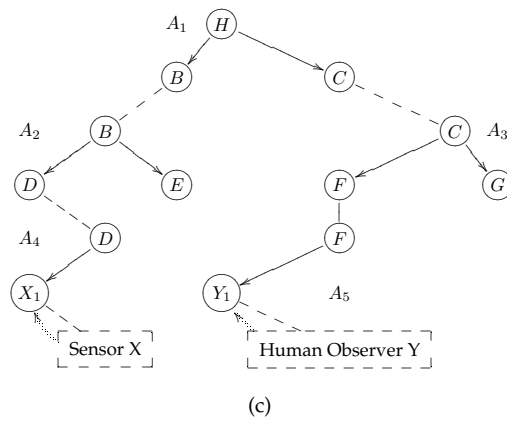 A1 H
B C
A2 B C A3
D E F G
A4 D F
X1 Y1 A5
Sensor X Human Observer Y
(c)